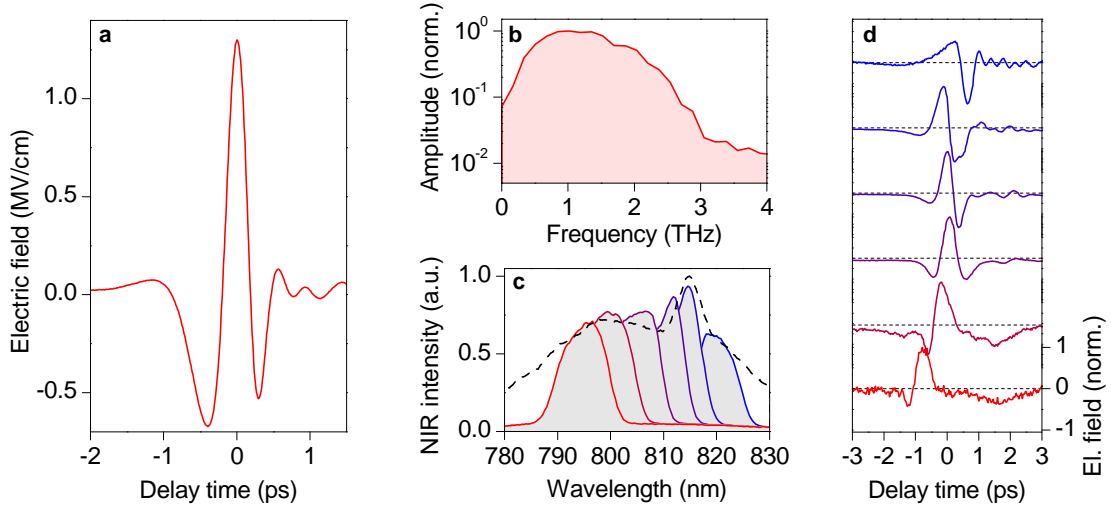 a
Electric field (MV/cm)
1.0
0.5
0.0
-0.5
-2 -1 0 1
Delay time (ps)
b
Amplitude (norm.)
10^0
10^-1
10^-2
0 1 2 3 4
Frequency (THz)
c
NIR intensity (a.u.)
1.0
0.5
0.0
780 790 800 810 820 830
Wavelength (nm)
d
El. field (norm.)
1
0
-1
-3 -2 -1 0 1 2 3
Delay time (ps)